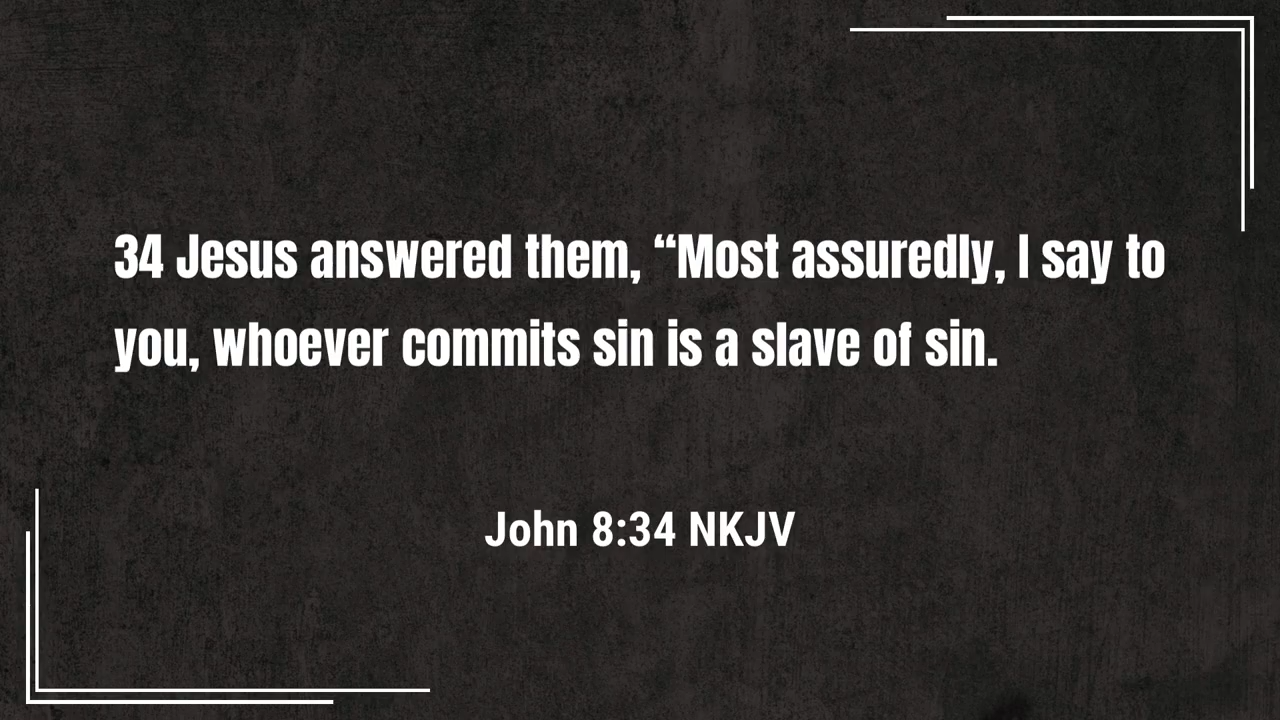 34 Jesus answered them, “Most assuredly, I say to
you, whoever commits sin is a slave of sin.
John 8:34 NKJV